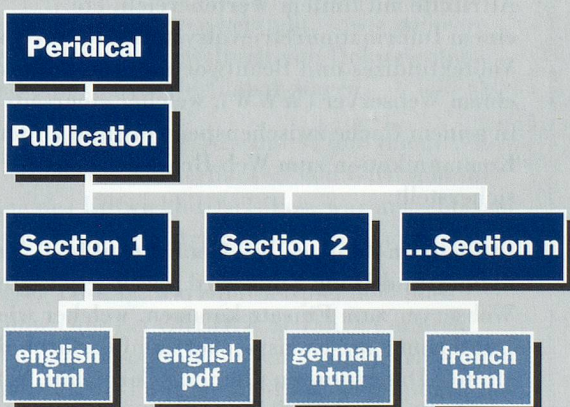 Peridical
Publication
Section 1
Section 2
...Section n
english
html
english
pdf
german
html
french
html